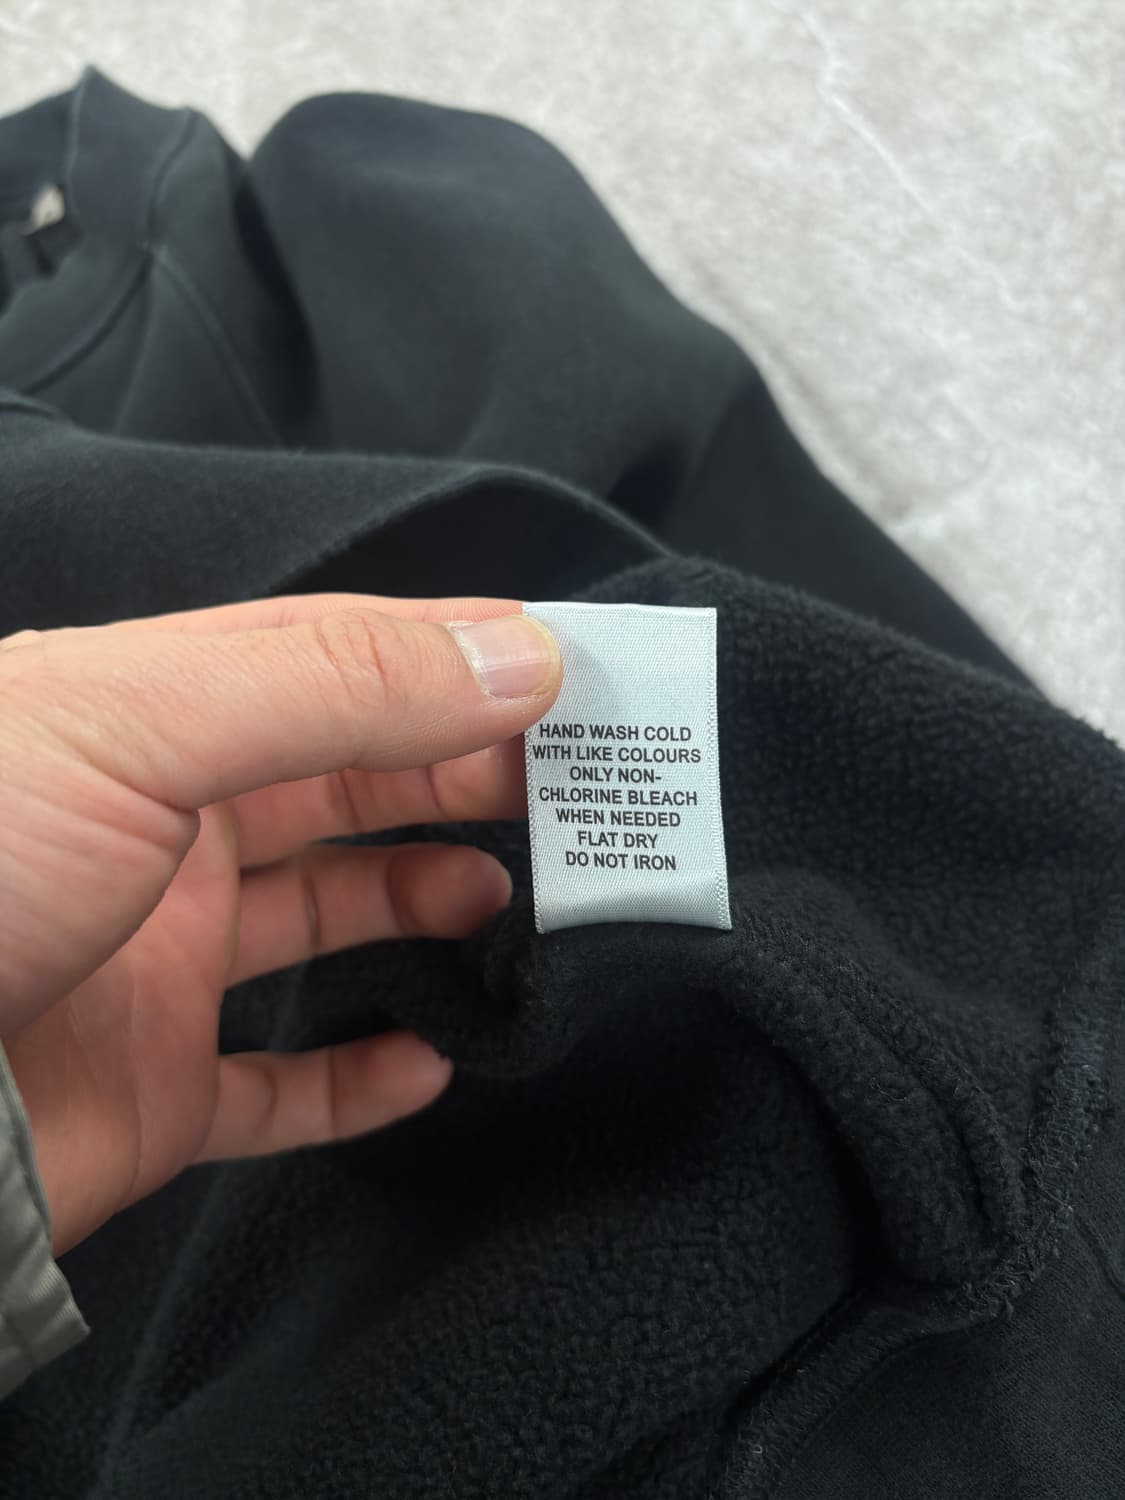 HAND WASH COLD
WITH LIKE COLOURS
ONLY NON-
CHLORINE BLEACH
WHEN NEEDED
FLAT DRY
DO NOT IRON